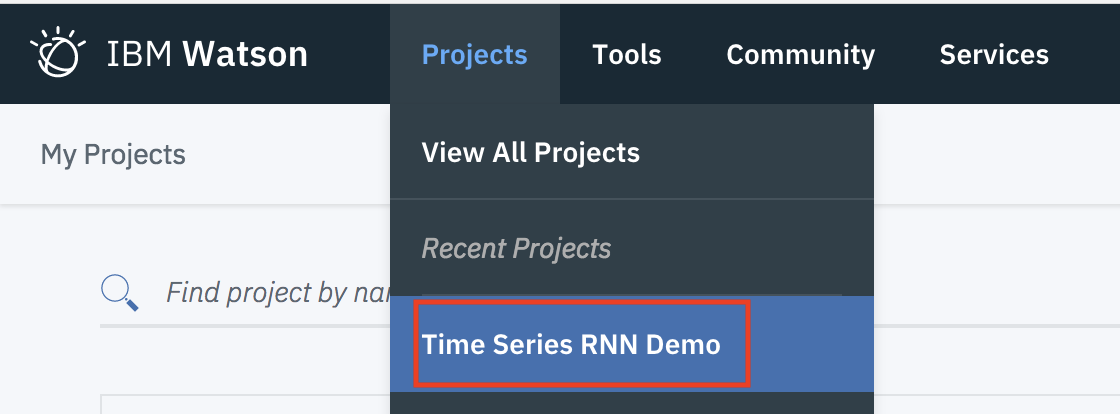 IBM Watson Projects Tools Community Services
My Projects
View All Projects
Recent Projects
Find project by
Time Series RNN Demo